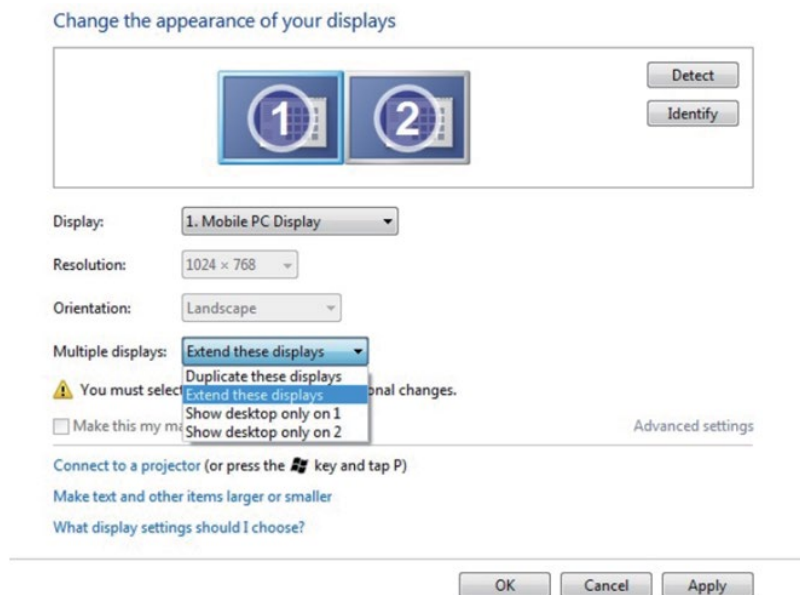 Change the appearance of your displays
1
2
Detect
Identify
Display: 1. Mobile PC Display
Resolution: 1024 × 768
Orientation: Landscape
Multiple displays: Extend these displays
Duplicate these displays
You must select Extend these displays onal changes.
Make this my ma Show desktop only on 1
Show desktop only on 2
Advanced settings
Connect to a projector (or press the key and tap P)
Make text and other items larger or smaller
What display settings should I choose?
OK Cancel Apply